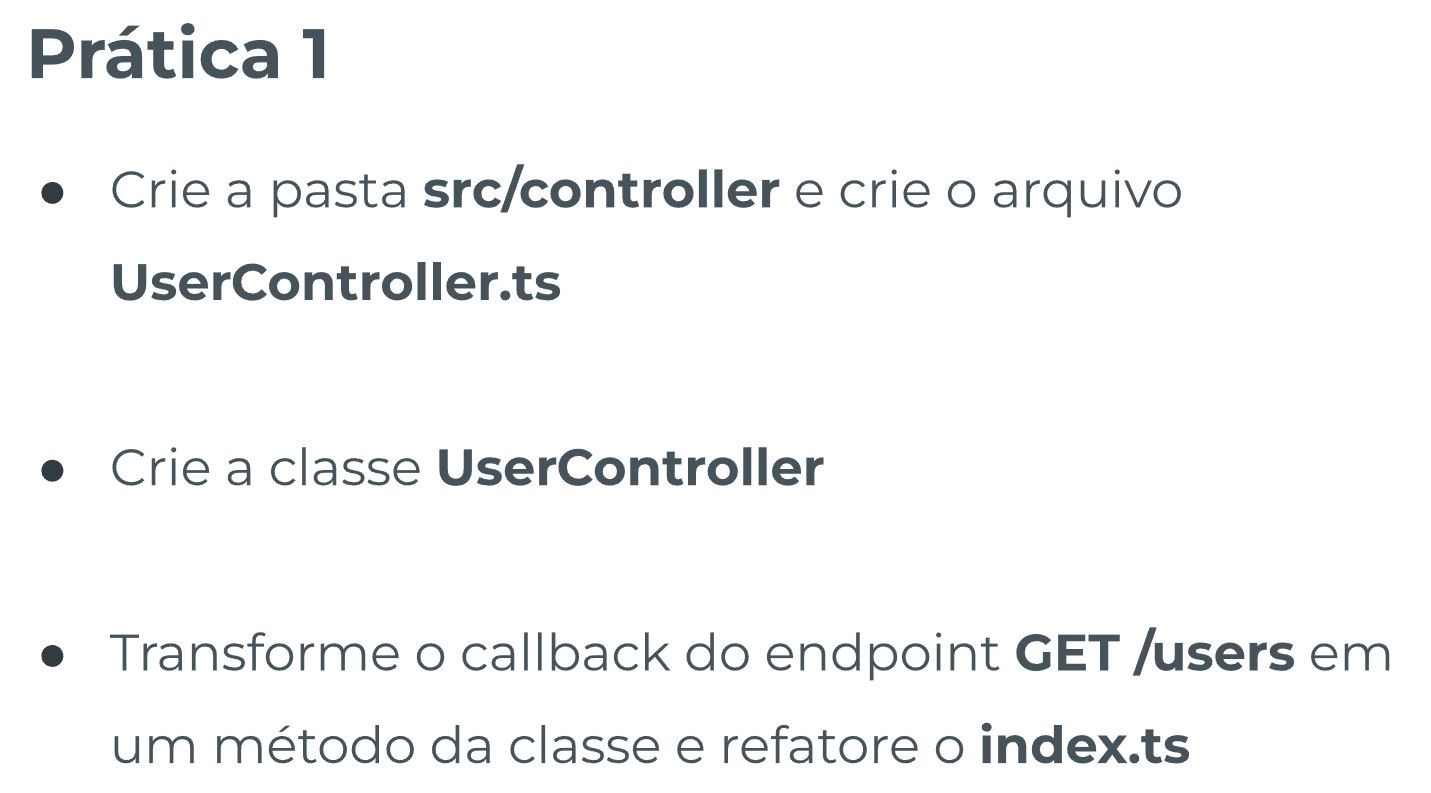 Prática 1
● Crie a pasta src/controller e crie o arquivo
UserController.ts
● Crie a classe UserController
● Transforme o callback do endpoint GET /users em
um método da classe e refatore o index.ts